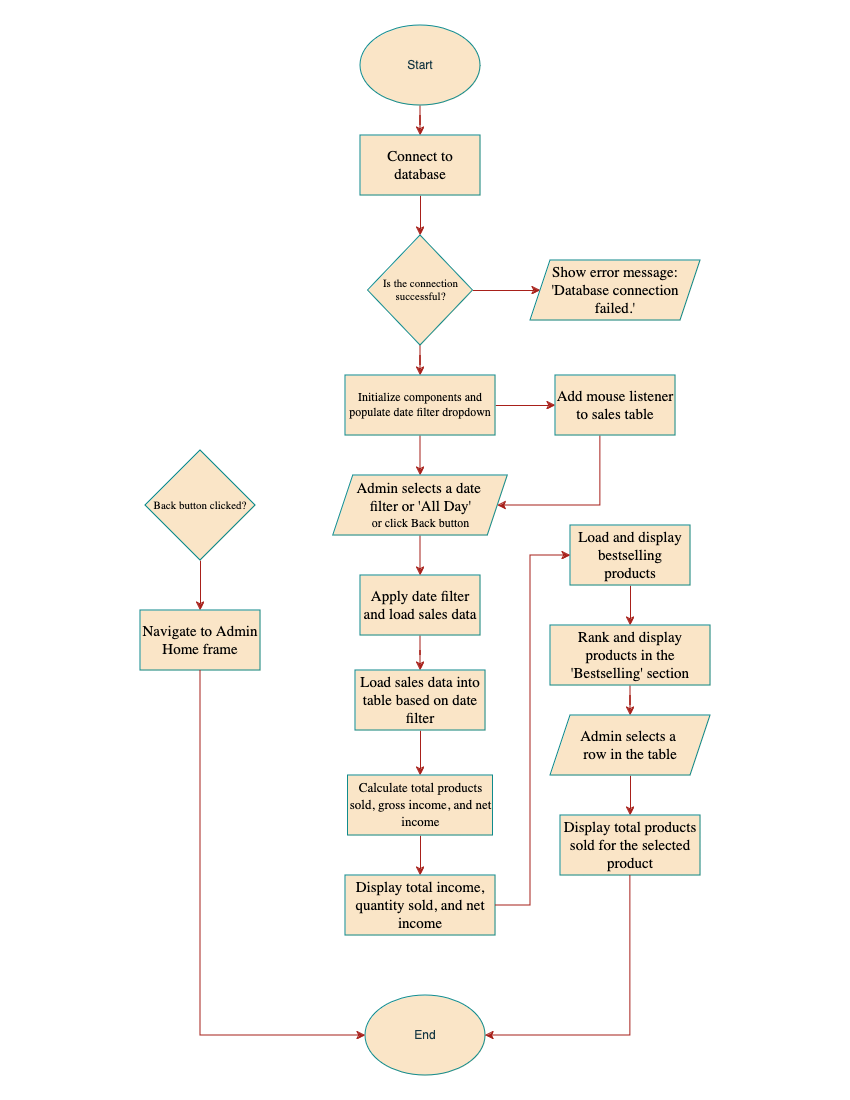 Start
Connect to
database
Is the connection
successful?
Show error message:
'Database connection
failed.'
Initialize components and
populate date filter dropdown
Add mouse listener
to sales table
Admin selects a date
filter or 'All Day'
or click Back button
Back button clicked?
Navigate to Admin
Home frame
Apply date filter
and load sales data
Load sales data into
table based on date
filter
Calculate total products
sold, gross income, and net
income
Display total income,
quantity sold, and net
income
Load and display
bestselling
products
Rank and display
products in the
'Bestselling' section
Admin selects a
row in the table
Display total products
sold for the selected
product
End